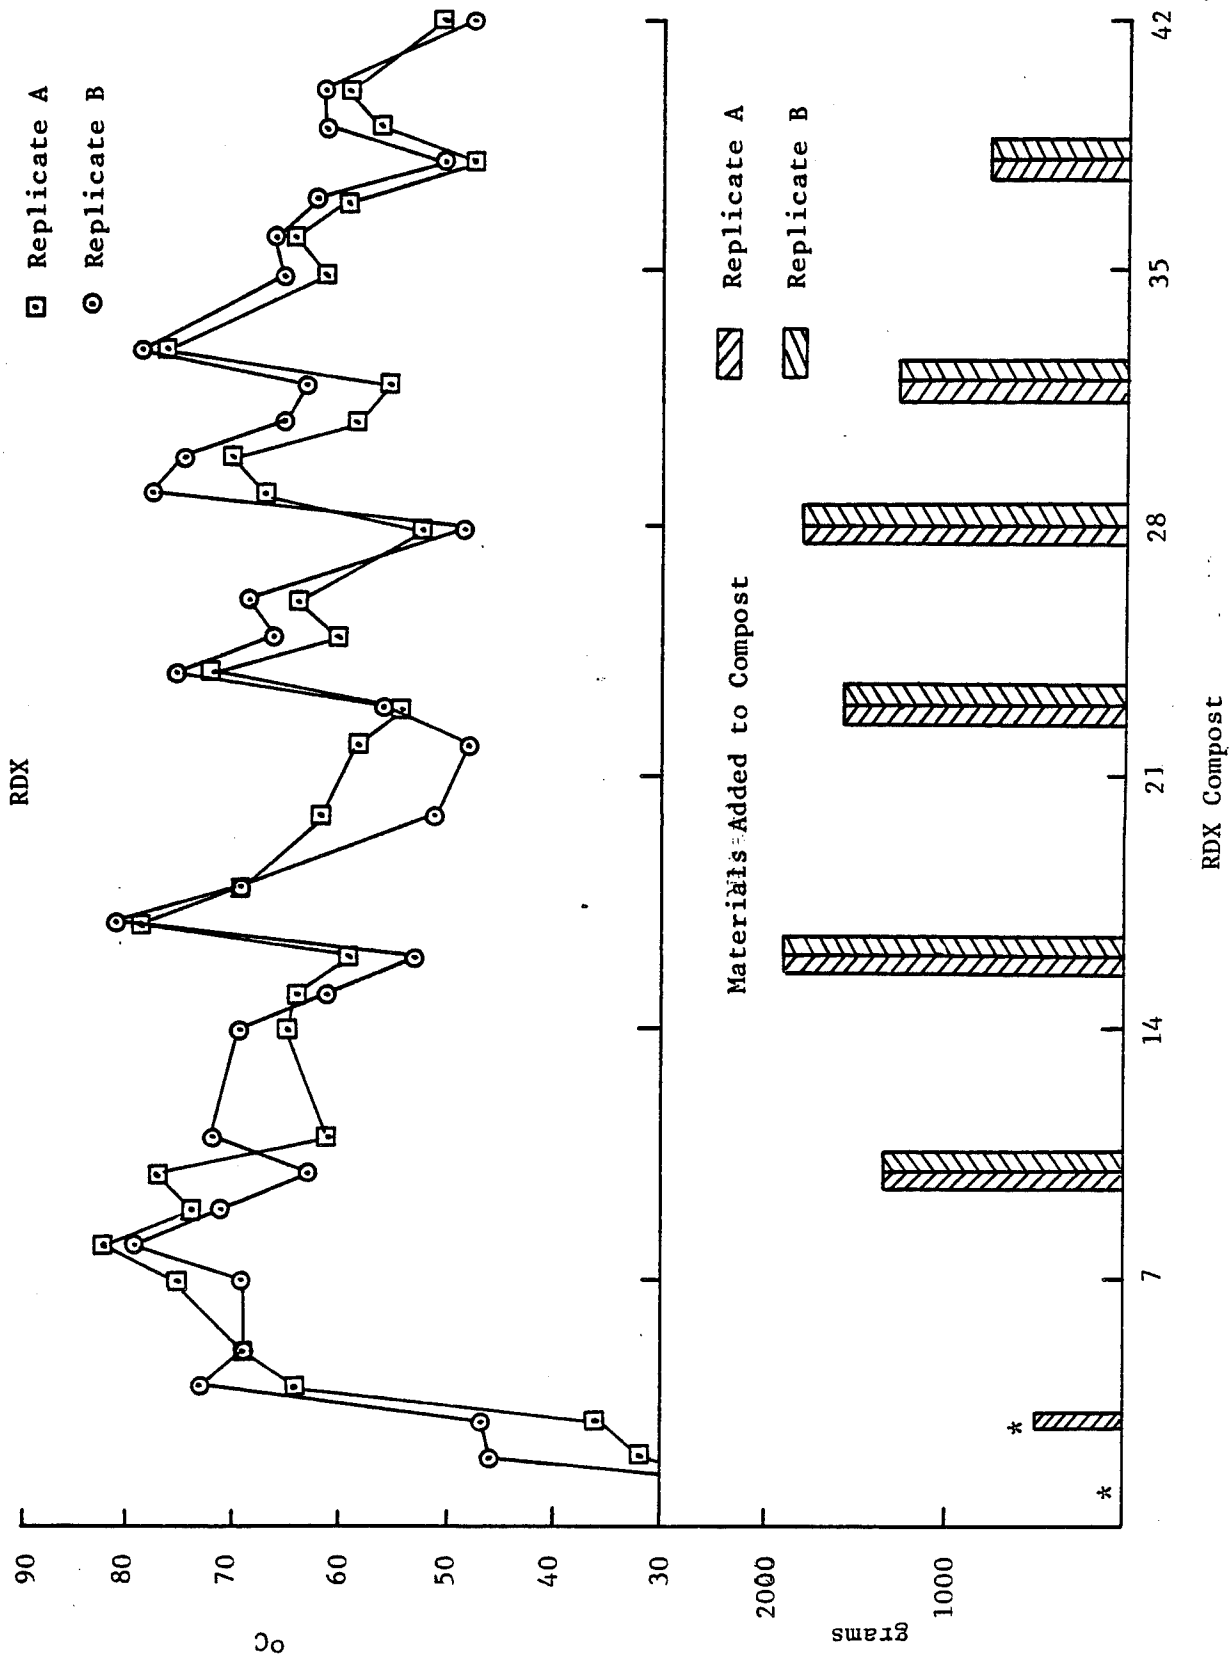 RDX
Replicate A
Replicate B
90
80
70
60
50
40
30
°C
Materials Added to Compost
Replicate A
Replicate B
2000
1000
grams
*
*
7
14
21
28
35
42
RDX Compost